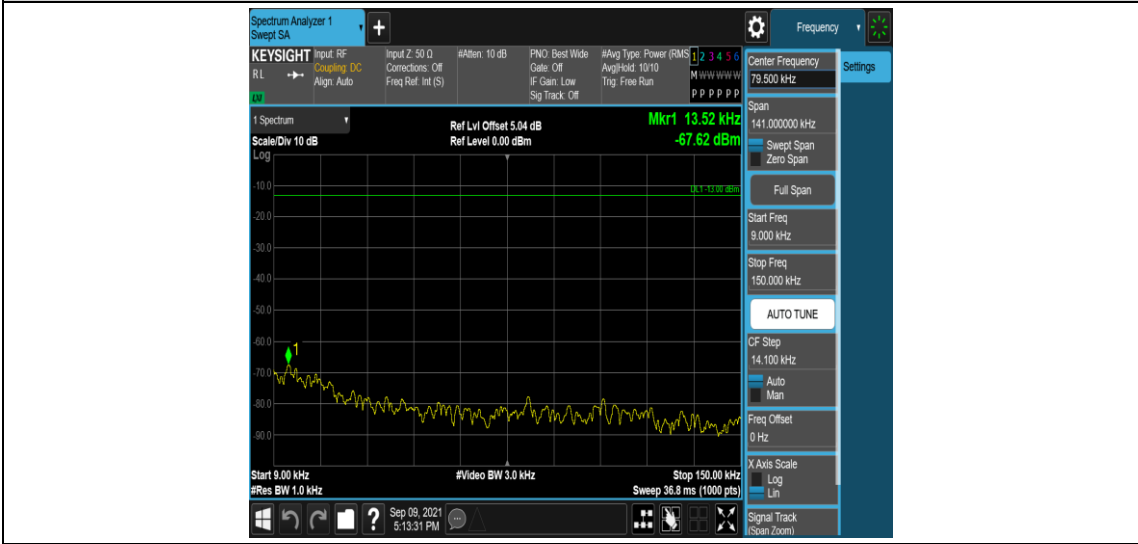 Spectrum Analyzer 1
Swept SA
+
Frequency
KEYSIGHT
RL
Input: RF
Coupling: DC
Align: Auto
Input Z: 50 Ω
Corrections: Off
Freq Ref: Int (S)
#Atten: 10 dB
PNO: Best Wide
Gate: Off
IF Gain: Low
Sig Track: Off
#Avg Type: Power (RMS
Avg|Hold: 10/10
Trig: Free Run
1 2 3 4 5 6
M W W W W W
P P P P P P
LM
1 Spectrum
Scale/Div 10 dB
Log
Ref Lvl Offset 5.04 dB
Ref Level 0.00 dBm
Mkr1 13.52 kHz
-67.62 dBm
DL1 -13.00 dBm
-10.0
-20.0
-30.0
-40.0
-50.0
-60.0
-70.0
-80.0
-90.0
1
Start 9.00 kHz
#Res BW 1.0 kHz
#Video BW 3.0 kHz
Stop 150.00 kHz
Sweep 36.8 ms (1000 pts)
?
Sep 09, 2021
5:13:31 PM
Center Frequency
79.500 kHz
Settings
Span
141.000000 kHz
Swept Span
Zero Span
Full Span
Start Freq
9.000 kHz
Stop Freq
150.000 kHz
AUTO TUNE
CF Step
14.100 kHz
Auto
Man
Freq Offset
0 Hz
X Axis Scale
Log
Lin
Signal Track
(Span Zoom)